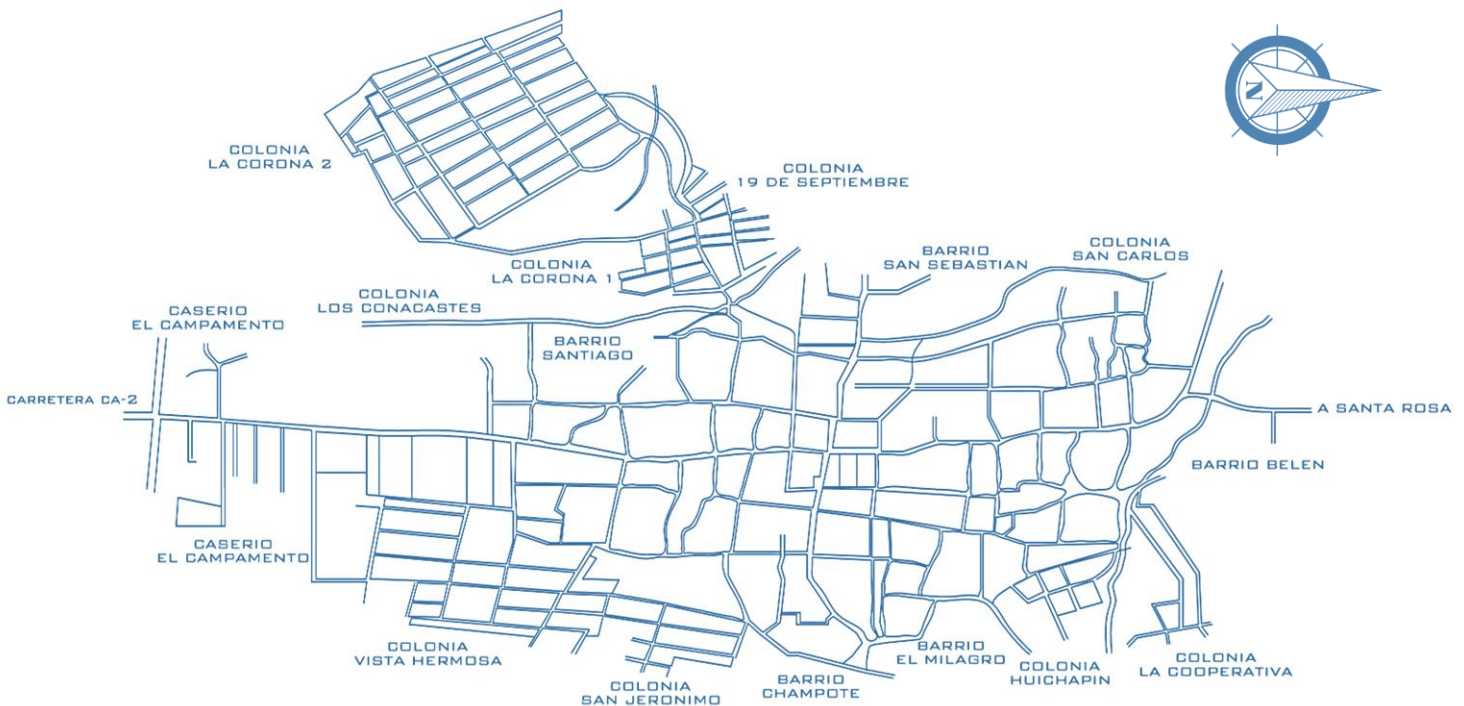 N
COLONIA
LA CORONA 2
COLONIA
19 DE SEPTIEMBRE
COLONIA
LA CORONA 1
BARRIO
SAN SEBASTIAN
COLONIA
SAN CARLOS
COLONIA
LOS CONACASTES
CASERIO
EL CAMPAMENTO
BARRIO
SANTIAGO
CARRETERA CA-2
A SANTA ROSA
BARRIO BELEN
CASERIO
EL CAMPAMENTO
COLONIA
VISTA HERMOSA
COLONIA
SAN JERONIMO
BARRIO
CHAMPOTE
BARRIO
EL MILAGRO
COLONIA
HUICHAPIN
COLONIA
LA COOPERATIVA